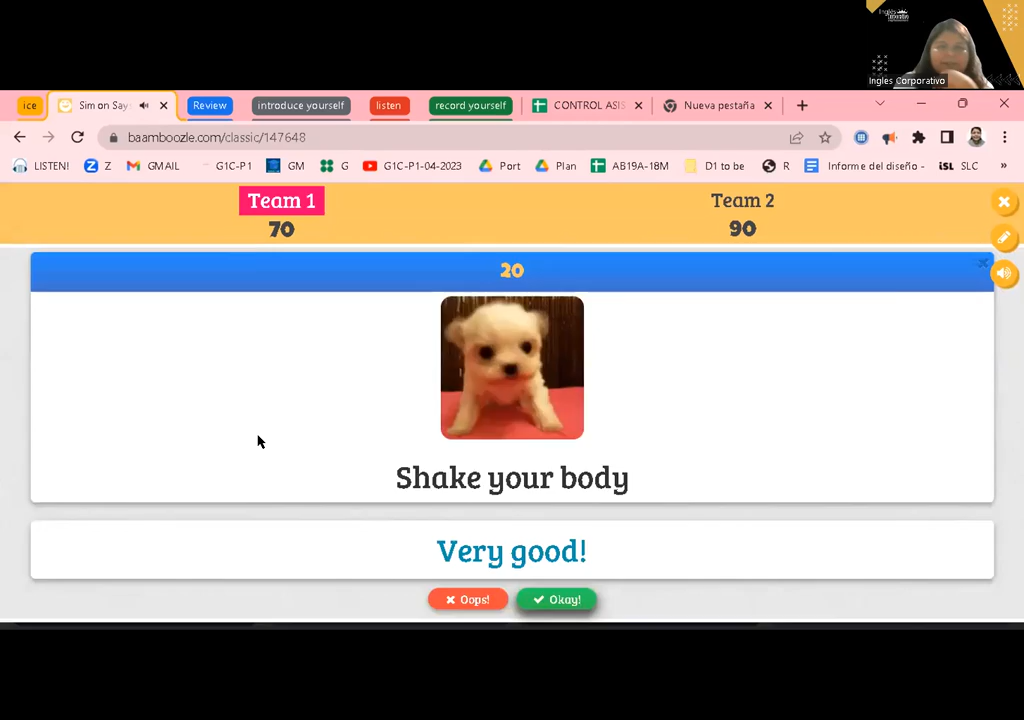 Inglés
Ingles Corporativo
ice
Simon Say
Review
introduce yourself
listen
record yourself
CONTROL ASIS
Nueva pestaña
baamboozle.com/classic/147648
LISTEN!
Z
GMAIL
G1C-P1
GM
G
G1C-P1-04-2023
Port
Plan
AB19A-18M
D1 to be
R
Informe del diseño -
iSL
SLC
»
Team 1
Team 2
70
90
20
Shake your body
Very good!
Oops!
Okay!